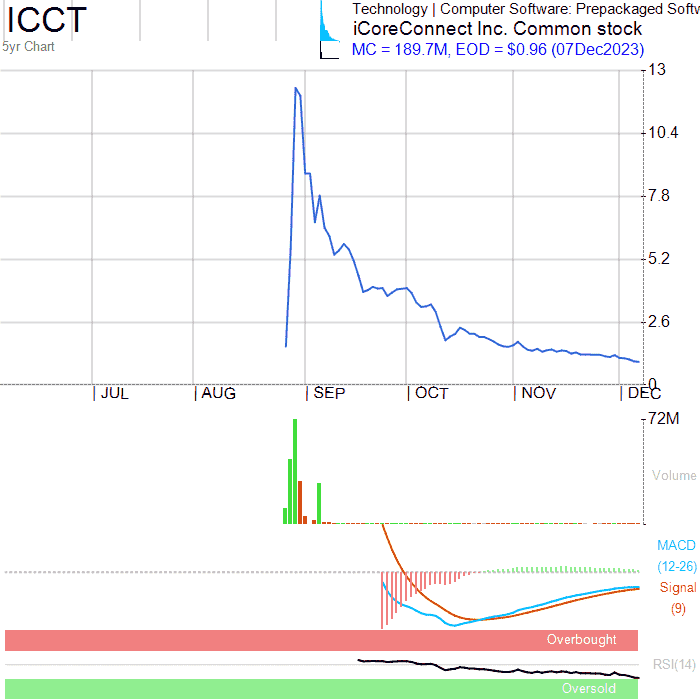 ICCT
5yr Chart
Technology | Computer Software: Prepackaged Softw
iCoreConnect Inc. Common stock
MC = 189.7M, EOD = $0.96 (07Dec2023)
13
10.4
7.8
5.2
2.6
0
JUL AUG SEP OCT NOV DEC
72M
Volume
MACD
(12-26)
Signal
(9)
Overbought
RSI(14)
Oversold